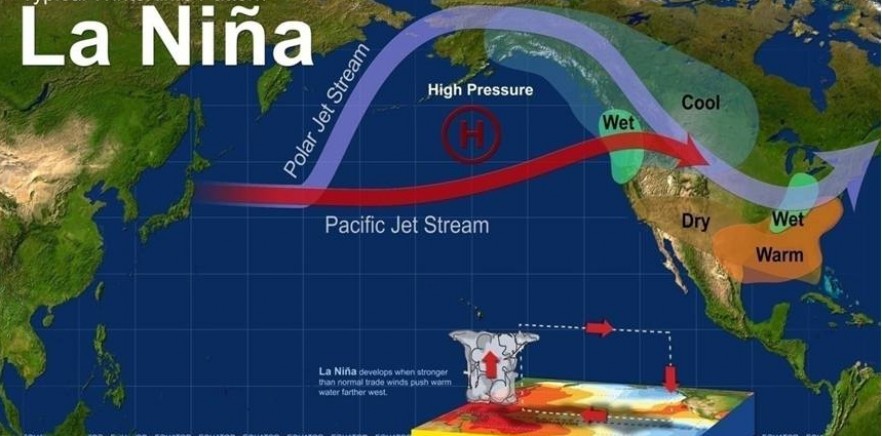 La Niña
Polar Jet Stream
High Pressure
H
Cool
Wet
Pacific Jet Stream
Dry
Wet
Warm
La Niña develops when stronger
than normal trade winds push warm
water farther west.